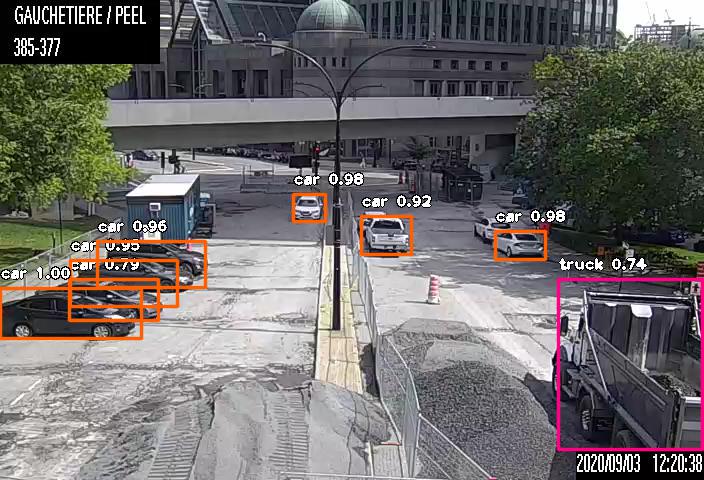 GAUCHETIERE / PEEL
385-377
car 0.98
car 0.92
car 0.96
car 0.98
car 0.95
car 0.79
car 1.00
truck 0.74
2020/09/03 12:20:38